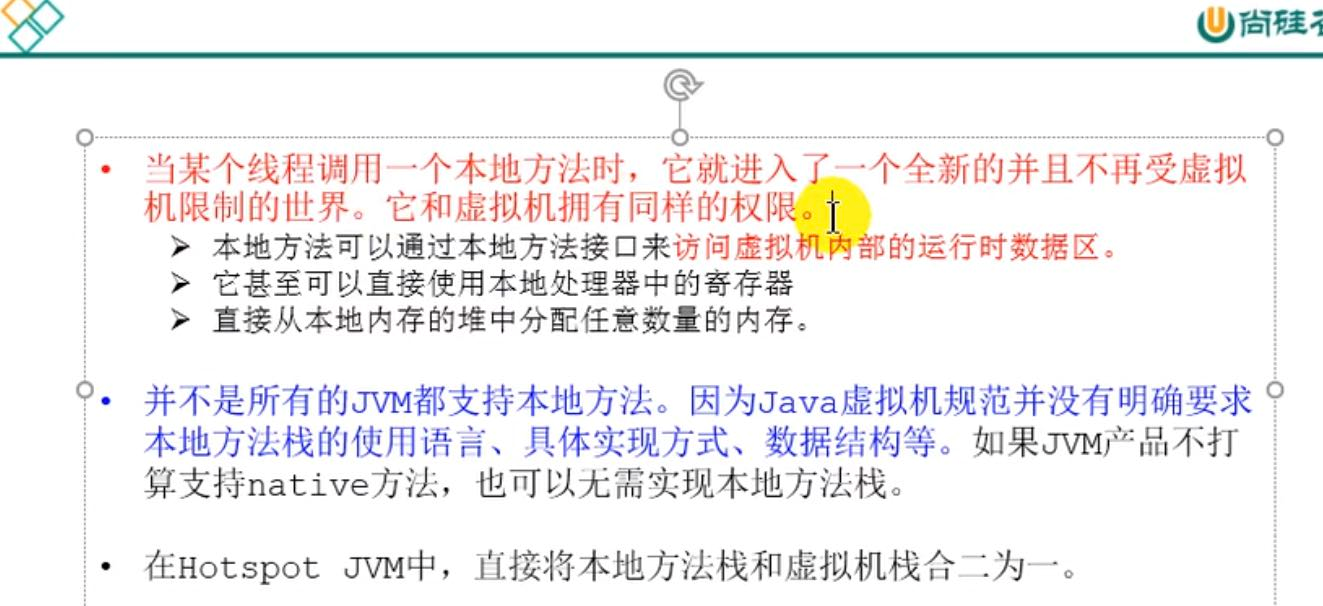 尚硅谷
当某个线程调用一个本地方法时，它就进入了一个全新的并且不再受虚拟
机限制的世界。它和虚拟机拥有同样的权限。
本地方法可以通过本地方法接口来访问虚拟机内部的运行时数据区。
它甚至可以直接使用本地处理器中的寄存器
直接从本地内存的堆中分配任意数量的内存。
并不是所有的JVM都支持本地方法。因为Java虚拟机规范并没有明确要求
本地方法栈的使用语言、具体实现方式、数据结构等。如果JVM产品不打
算支持native方法，也可以无需实现本地方法栈。
在Hotspot JVM中，直接将本地方法栈和虚拟机栈合二为一。